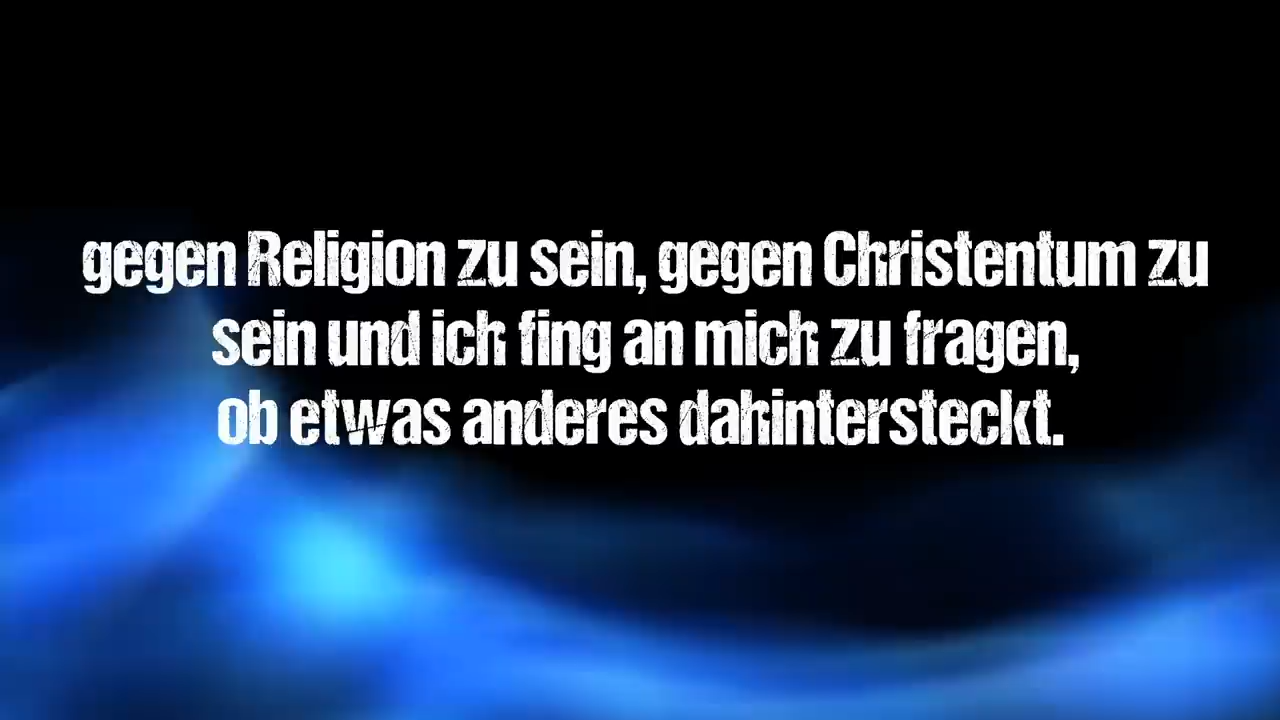 gegen Religion zu sein, gegen Christentum zu
sein und ich fing an mich zu fragen,
ob etwas anderes dahintersteckt.